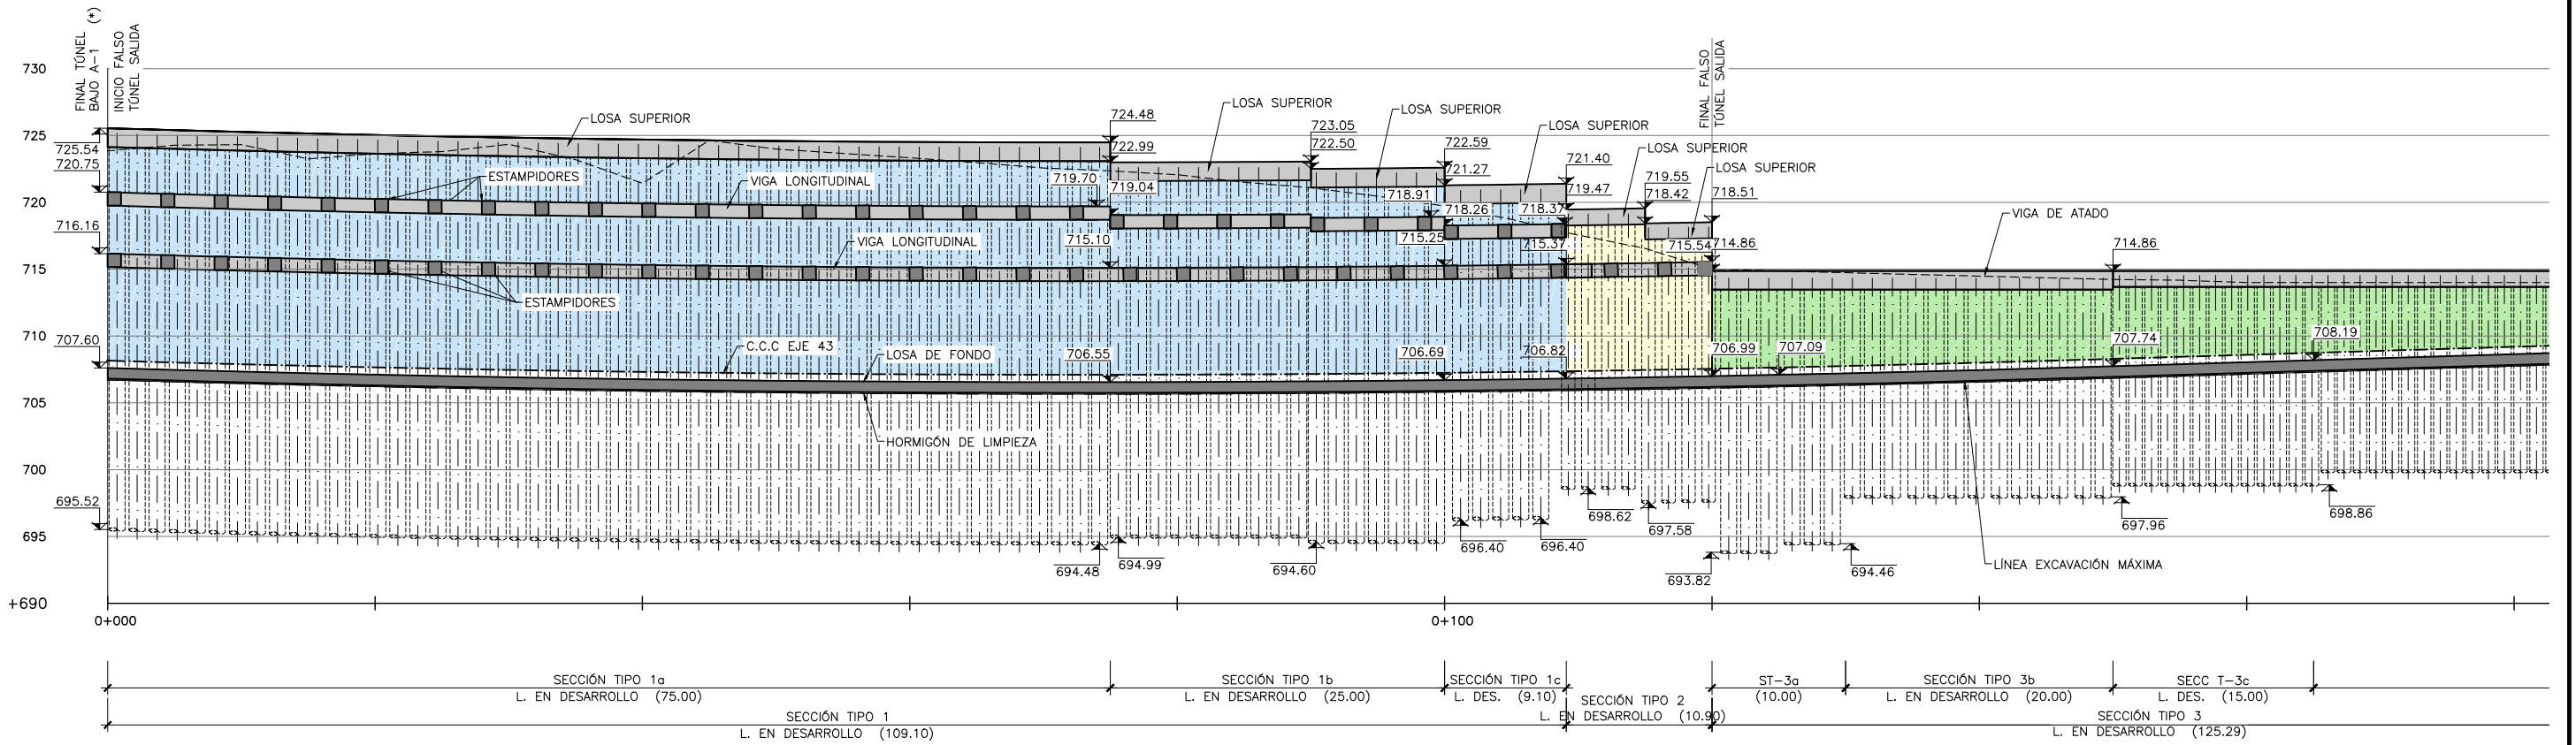 FINAL TÚNEL
BAJO A-1 (*)
INICIO FALSO
TÚNEL SALIDA
FINAL FALSO
TÚNEL SALIDA
730
725
720
715
710
705
700
695
+690
725.54
720.75
716.16
707.60
695.52
LOSA SUPERIOR
ESTAMPIDORES
VIGA LONGITUDINAL
VIGA LONGITUDINAL
ESTAMPIDORES
C.C.C EJE 43
LOSA DE FONDO
HORMIGÓN DE LIMPIEZA
724.48
722.99
719.70
719.04
715.10
706.55
694.48
694.99
LOSA SUPERIOR
723.05
722.50
694.60
LOSA SUPERIOR
722.59
721.27
718.91
718.26
715.25
706.69
696.40
696.40
LOSA SUPERIOR
721.40
719.47
718.37
715.37
706.82
698.62
LOSA SUPERIOR
719.55
718.42
697.58
LOSA SUPERIOR
718.51
715.54
714.86
706.99
693.82
707.09
694.46
VIGA DE ATADO
714.86
707.74
697.96
708.19
698.86
LÍNEA EXCAVACIÓN MÁXIMA
0+000
0+100
SECCIÓN TIPO 1a
L. EN DESARROLLO (75.00)
SECCIÓN TIPO 1b
L. EN DESARROLLO (25.00)
SECCIÓN TIPO 1c
L. DES. (9.10)
SECCIÓN TIPO 2
L. EN DESARROLLO (10.90)
ST-3a
(10.00)
SECCIÓN TIPO 3b
L. EN DESARROLLO (20.00)
SECC T-3c
L. DES. (15.00)
SECCIÓN TIPO 1
L. EN DESARROLLO (109.10)
SECCIÓN TIPO 3
L. EN DESARROLLO (125.29)